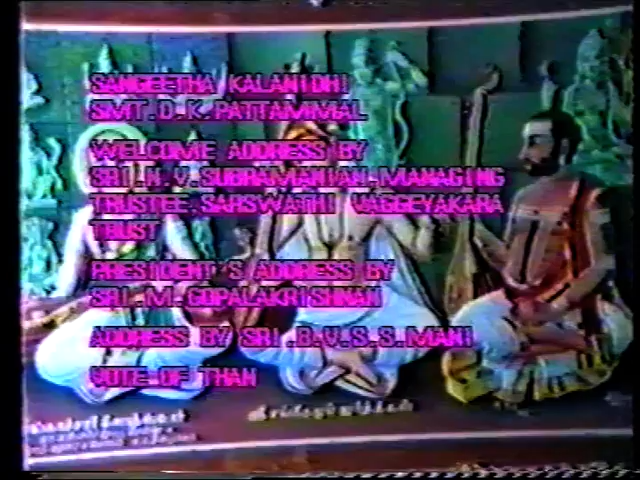 SANGEETHA KALANIDHI
SMT.D.K.PATTAMMAL
WELCOME ADDRESS BY
SRI.N.V.SUBRAMANIAN-MANAGING
TRUSTEE.SARSWATHI VAGGEYAKARA
TRUST
PRESIDENT'S ADDRESS BY
SRI.M.GOPALAKRISHNAN
ADDRESS BY SRI.B.V.S.S.MANI
VOTE OF THAN